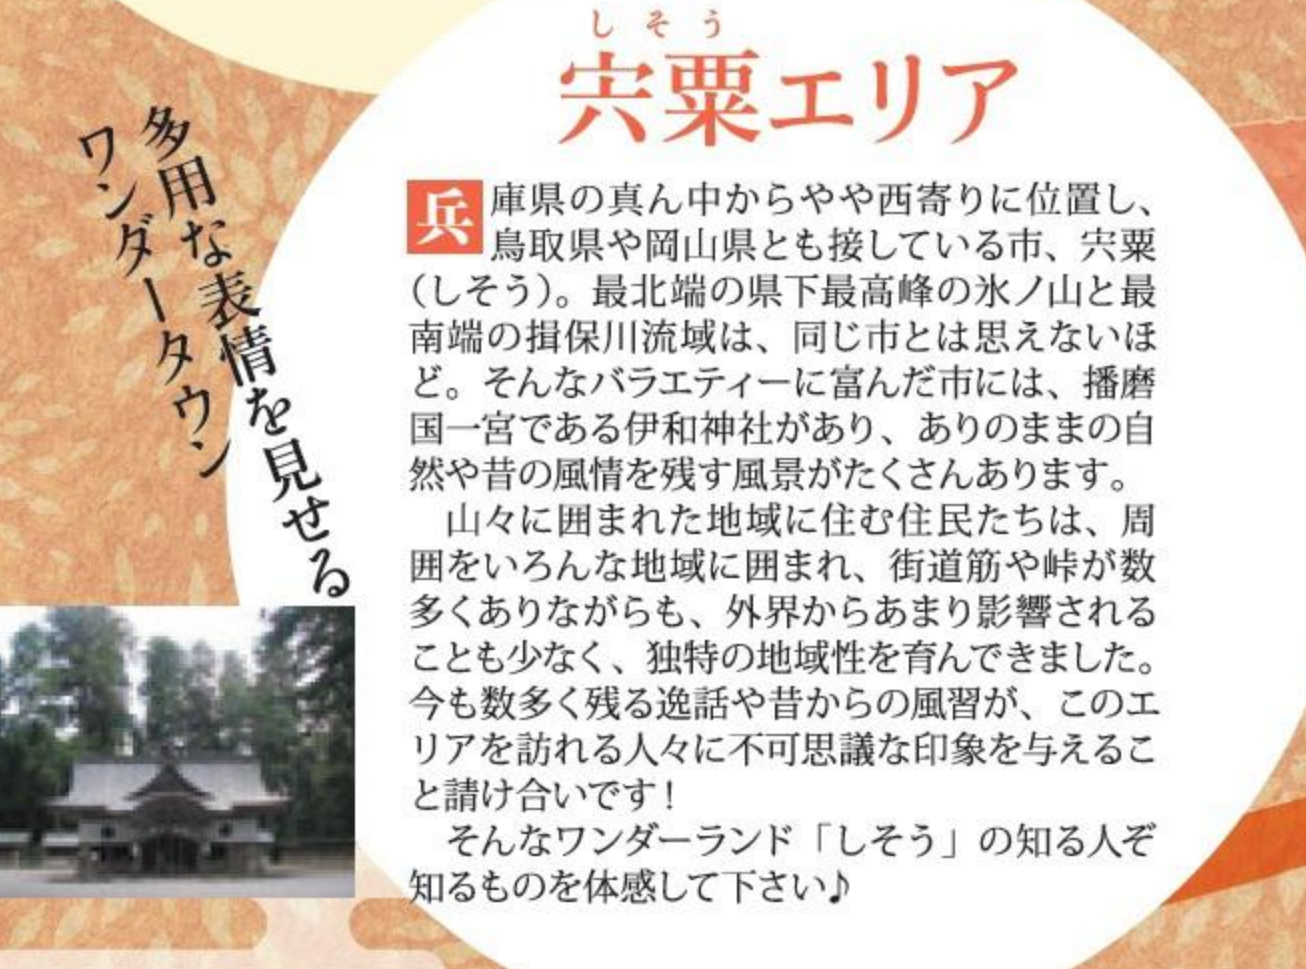 しそう
宍粟エリア
多用な表情を見せる
ワンダータウン
兵庫県の真ん中からやや西寄りに位置し、
鳥取県や岡山県とも接している市、宍粟
（しそう）。最北端の県下最高峰の氷ノ山と最
南端の揖保川流域は、同じ市とは思えないほ
ど。そんなバラエティーに富んだ市には、播磨
国一宮である伊和神社があり、ありのままの自
然や昔の風情を残す風景がたくさんあります。
山々に囲まれた地域に住む住民たちは、周
囲をいろんな地域に囲まれ、街道筋や峠が数
多くありながらも、外界からあまり影響される
ことも少なく、独特の地域性を育んできました。
今も数多く残る逸話や昔からの風習が、このエ
リアを訪れる人々に不可思議な印象を与えるこ
と請け合いです！
そんなワンダーランド「しそう」の知る人ぞ
知るものを体感して下さい♪